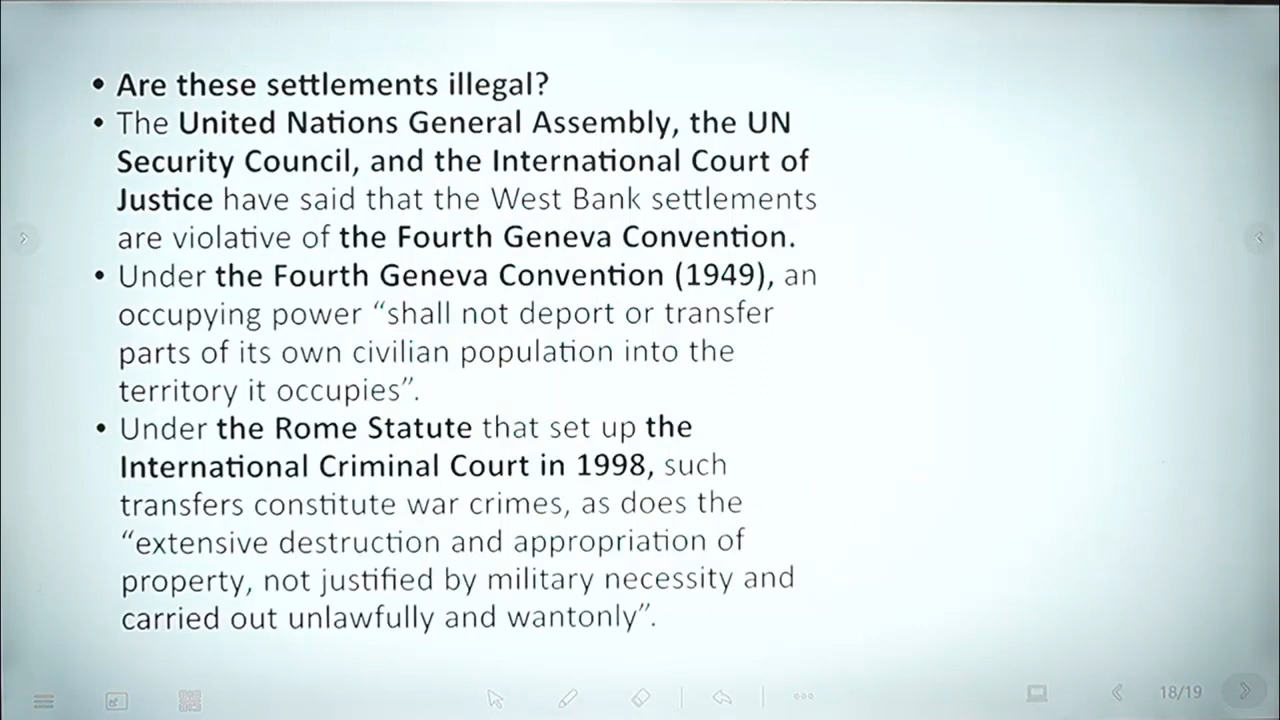 • Are these settlements illegal?
• The United Nations General Assembly, the UN
Security Council, and the International Court of
Justice have said that the West Bank settlements
are violative of the Fourth Geneva Convention.
• Under the Fourth Geneva Convention (1949), an
occupying power “shall not deport or transfer
parts of its own civilian population into the
territory it occupies”.
• Under the Rome Statute that set up the
International Criminal Court in 1998, such
transfers constitute war crimes, as does the
“extensive destruction and appropriation of
property, not justified by military necessity and
carried out unlawfully and wantonly”.
18/19